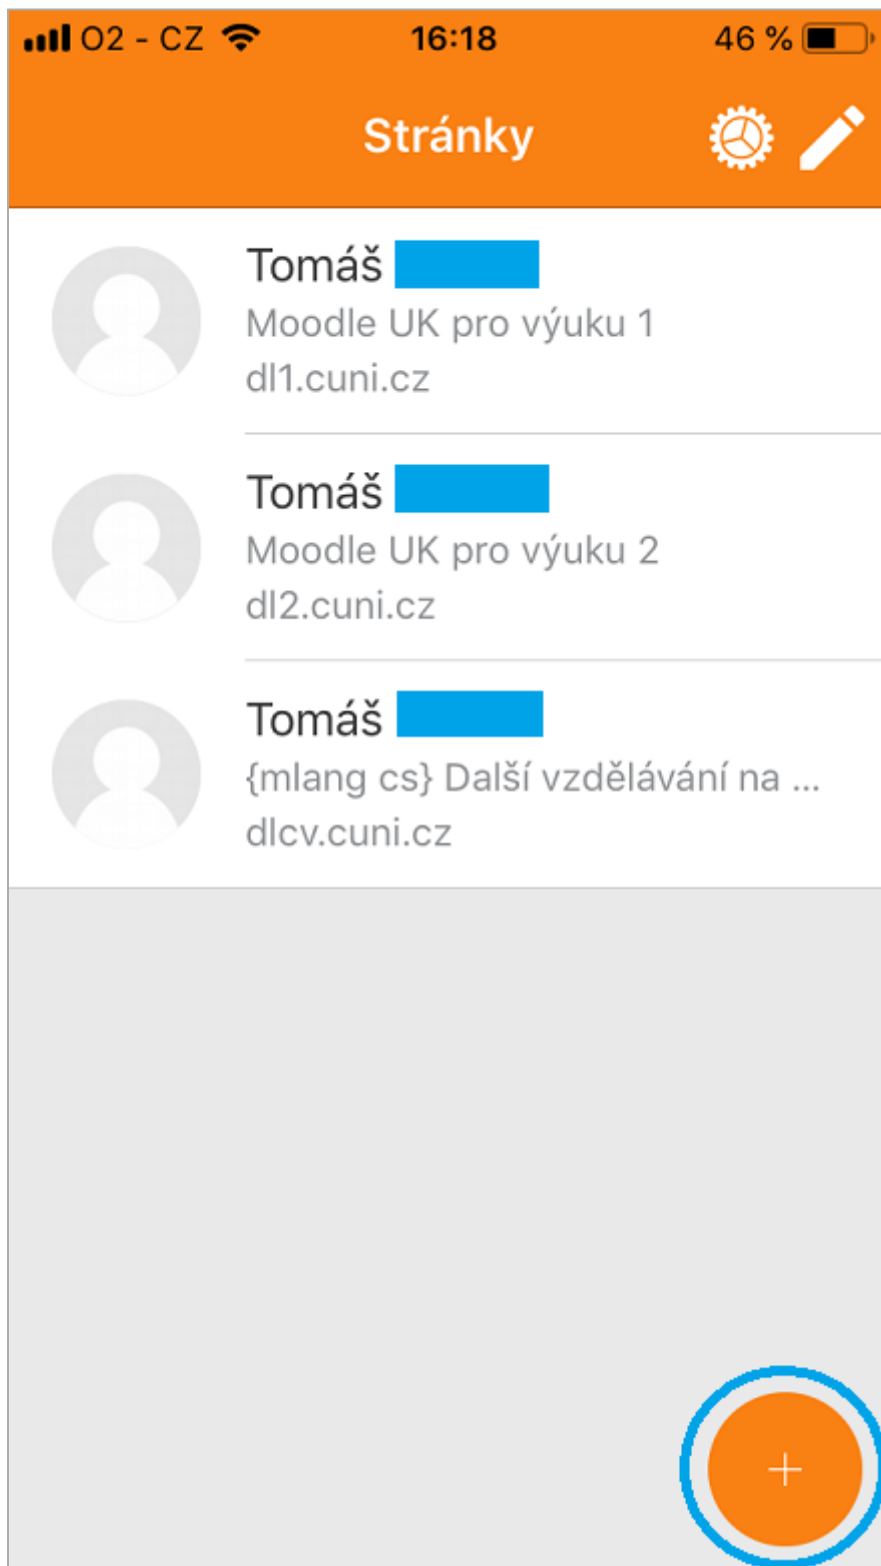 O2 - CZ 16:18 46 %
Stránky
Tomáš
Moodle UK pro výuku 1
dl1.cuni.cz
Tomáš
Moodle UK pro výuku 2
dl2.cuni.cz
Tomáš
{mlang cs} Další vzdělávání na ...
dlcv.cuni.cz
+